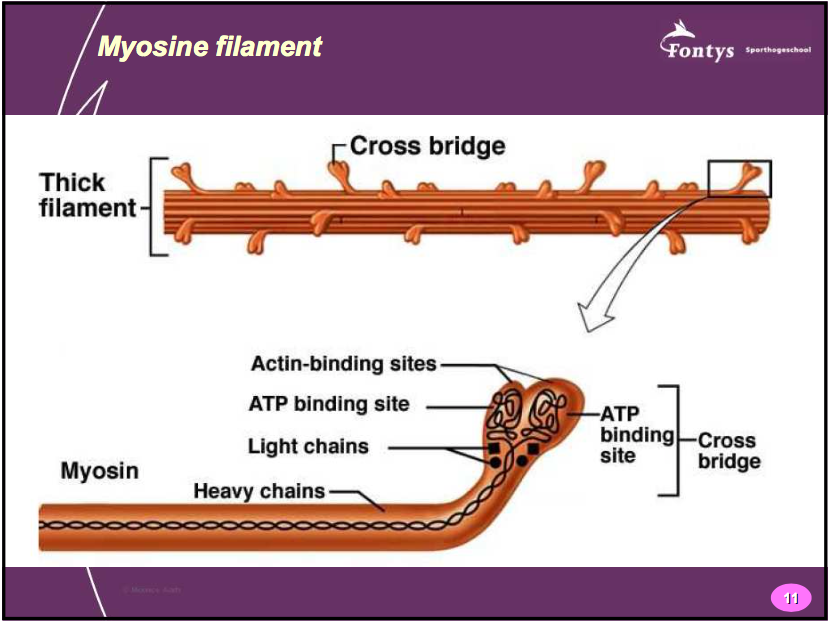 Myosine filament
Fontys Sporthogeschool
Cross bridge
Thick
filament
Actin-binding sites
ATP binding site
Light chains
Myosin
Heavy chains
ATP
binding
site
Cross
bridge
11